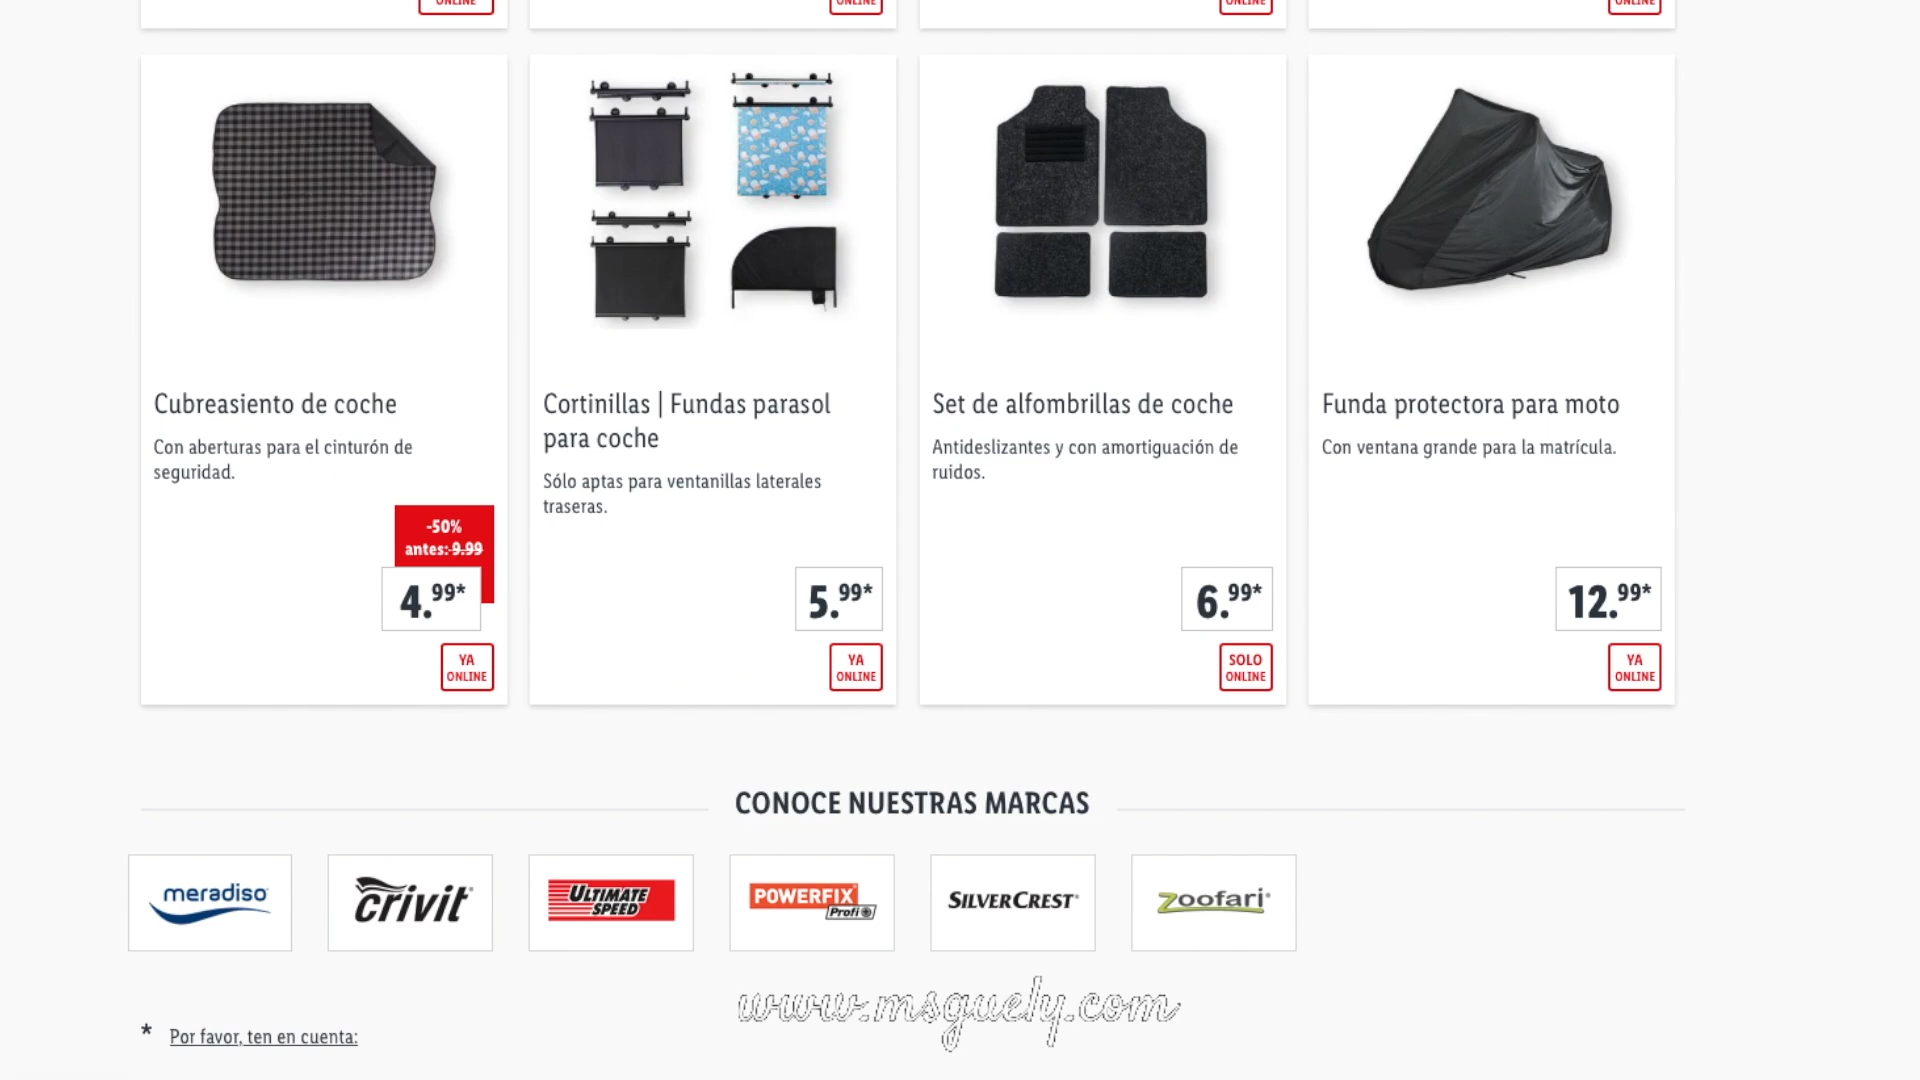 ONLINE
ONLINE
ONLINE
ONLINE
Cubreasiento de coche
Con aberturas para el cinturón de
seguridad.
-50%
antes: 9.99
4.99*
YA
ONLINE
Cortinillas | Fundas parasol
para coche
Sólo aptas para ventanillas laterales
traseras.
5.99*
YA
ONLINE
Set de alfombrillas de coche
Antideslizantes y con amortiguación de
ruidos.
6.99*
SOLO
ONLINE
Funda protectora para moto
Con ventana grande para la matrícula.
12.99*
YA
ONLINE
CONOCE NUESTRAS MARCAS
meradiso
crivit
ULTIMATE
SPEED
POWERFIX
Profi
SILVERCREST
zoofari
www.msguely.com
* Por favor, ten en cuenta: